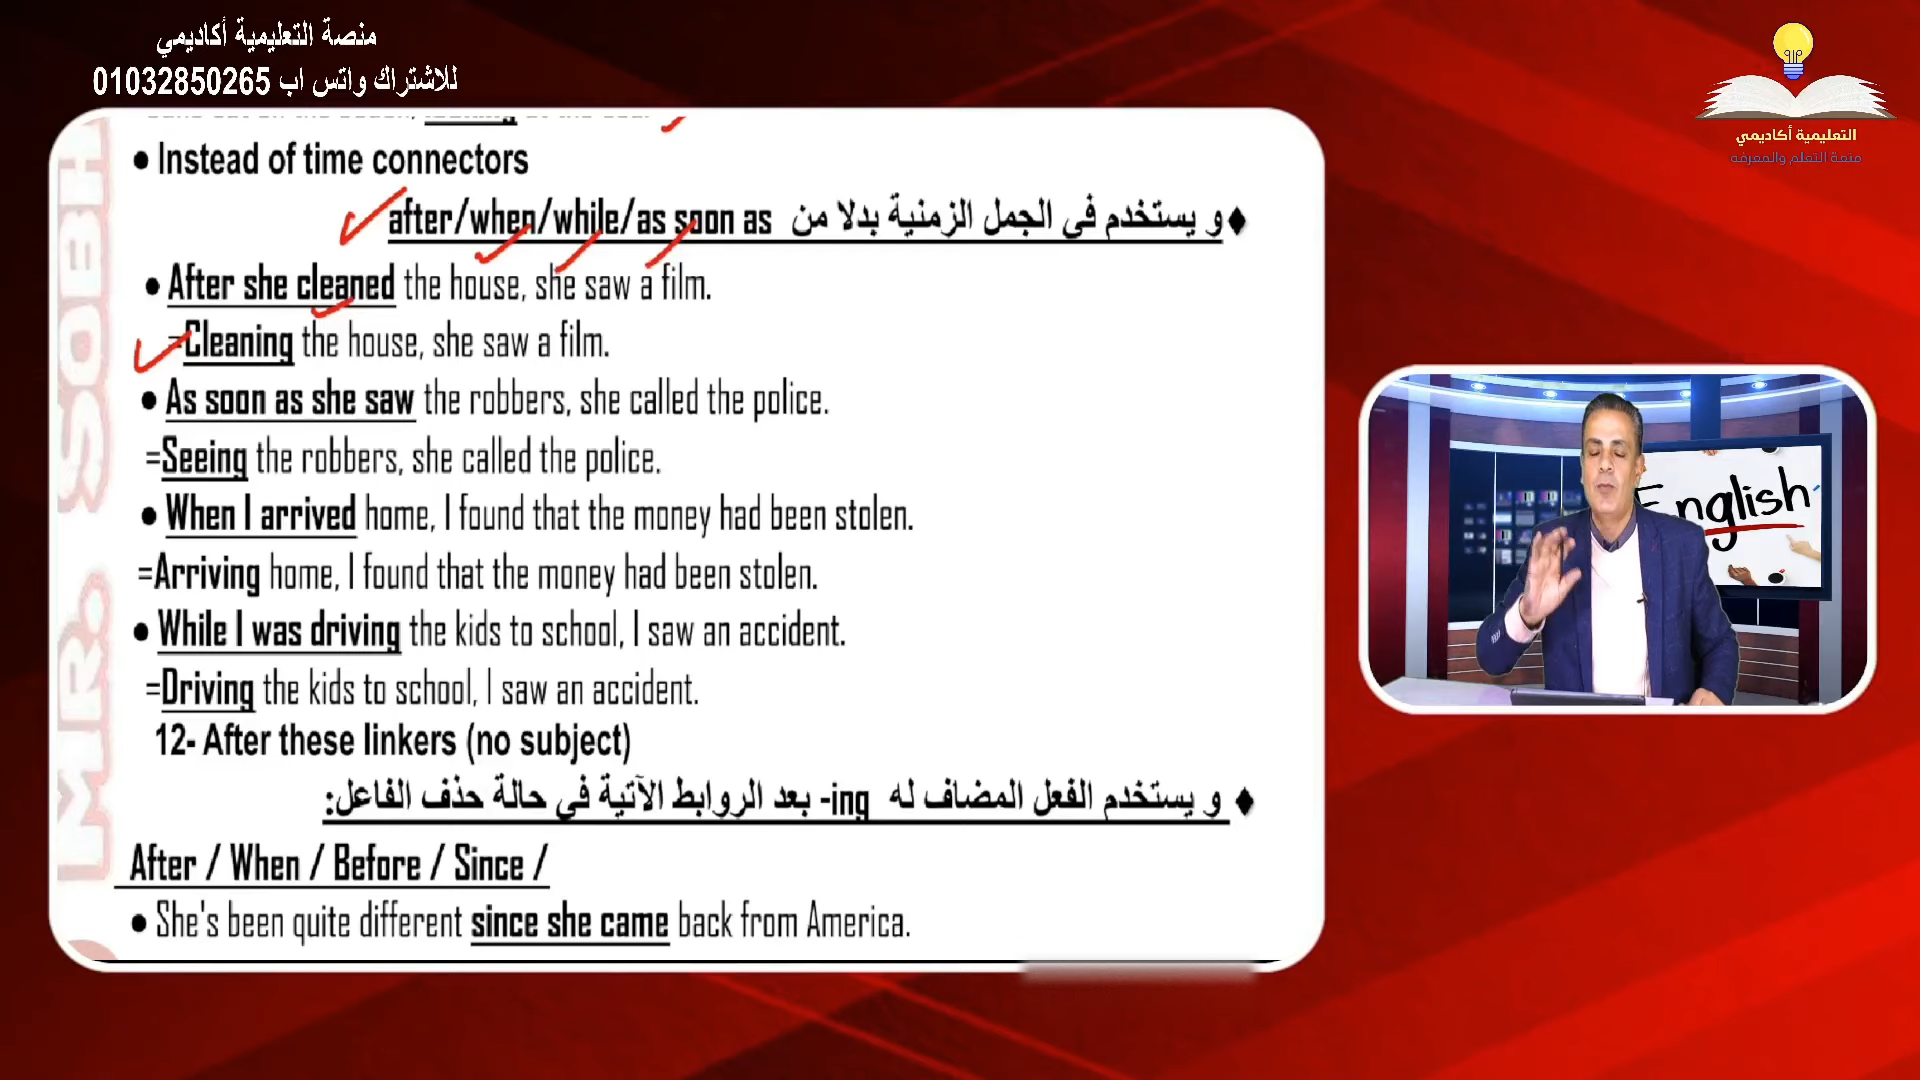 منصة التعليمية أكاديمي
للاشتراك واتس اب 01032850265
التعليمية أكاديمي
منصة التعلم والمعرفه
MR. SOBH
• Instead of time connectors
♦ و يستخدم فى الجمل الزمنية بدلا من after/when/while/as soon as
• After she cleaned the house, she saw a film.
=Cleaning the house, she saw a film.
• As soon as she saw the robbers, she called the police.
=Seeing the robbers, she called the police.
• When I arrived home, I found that the money had been stolen.
=Arriving home, I found that the money had been stolen.
• While I was driving the kids to school, I saw an accident.
=Driving the kids to school, I saw an accident.
12- After these linkers (no subject)
♦ و يستخدم الفعل المضاف له ing- بعد الروابط الآتية في حالة حذف الفاعل:
After / When / Before / Since /
• She's been quite different since she came back from America.
English